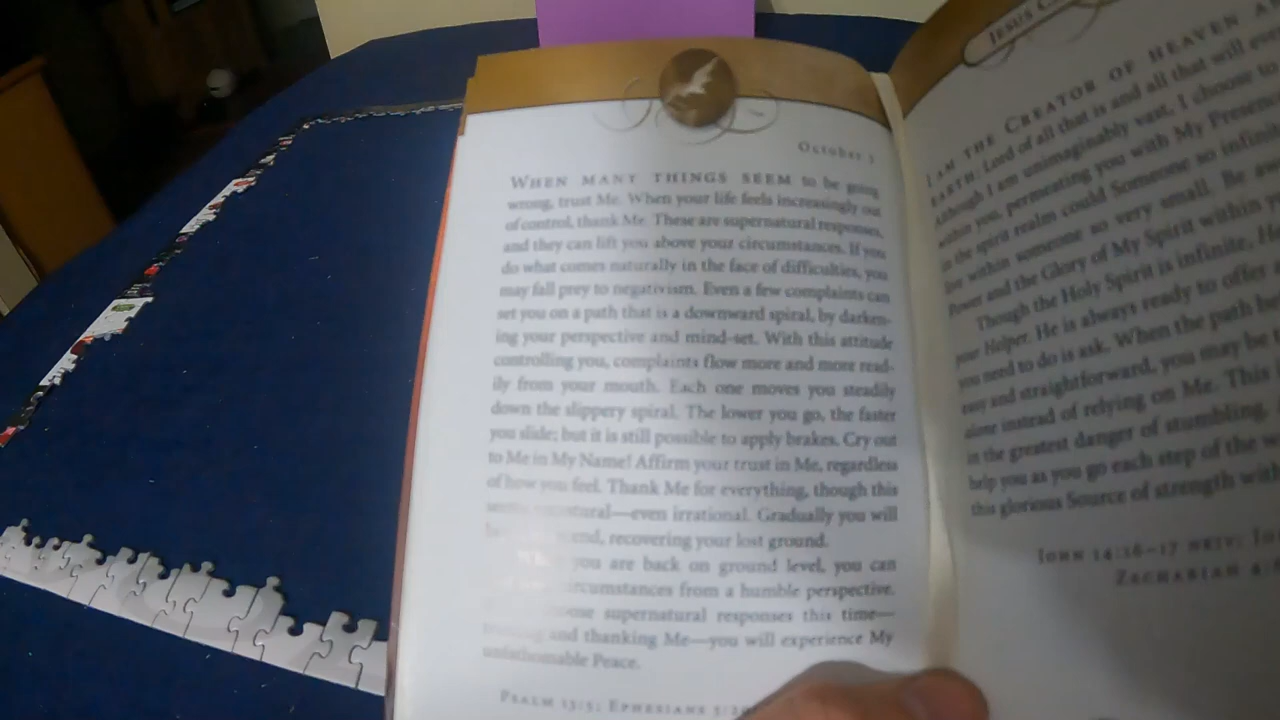 October
WHEN MANY THINGS SEEM to be going
wrong, trust Me. When your life feels increasingly out
of control, thank Me. These are supernatural responses,
and they can lift you above your circumstances. If you
do what comes naturally in the face of difficulties, you
may fall prey to negativism. Even a few complaints can
set you on a path that is a downward spiral, by darken-
ing your perspective and mind-set. With this attitude
controlling you, complaints flow more and more read-
ily from your mouth. Each one moves you steadily
down the slippery spiral. The lower you go, the faster
you slide; but it is still possible to apply brakes. Cry out
to Me in My Name! Affirm your trust in Me, regardless
of how you feel. Thank Me for everything, though this
—even irrational. Gradually you will
recovering your lost ground.
you are back on ground level, you can
from a humble perspective.
supernatural responses this time—
and thanking Me—you will experience My
unfathomable Peace.
PSALM 13:5; EPHESIANS
JESUS
I AM THE CREATOR OF HEAVEN
EARTH: Lord of all that is and all that will
Although I am unimaginably vast, I choose to
within you, permeating you with My
in the spirit realm could Someone so
live within someone so very small. Be
Power and the Glory of My Spirit within
Though the Holy Spirit is infinite,
your Helper. He is always ready to offer
you need to do is ask. When the path
easy and straightforward, you may be
alone instead of relying on Me. This
in the greatest danger of stumbling.
help you as you go each step of the
this glorious Source of strength
JOHN 14:16–17 NKJV;
ZECHARIAH